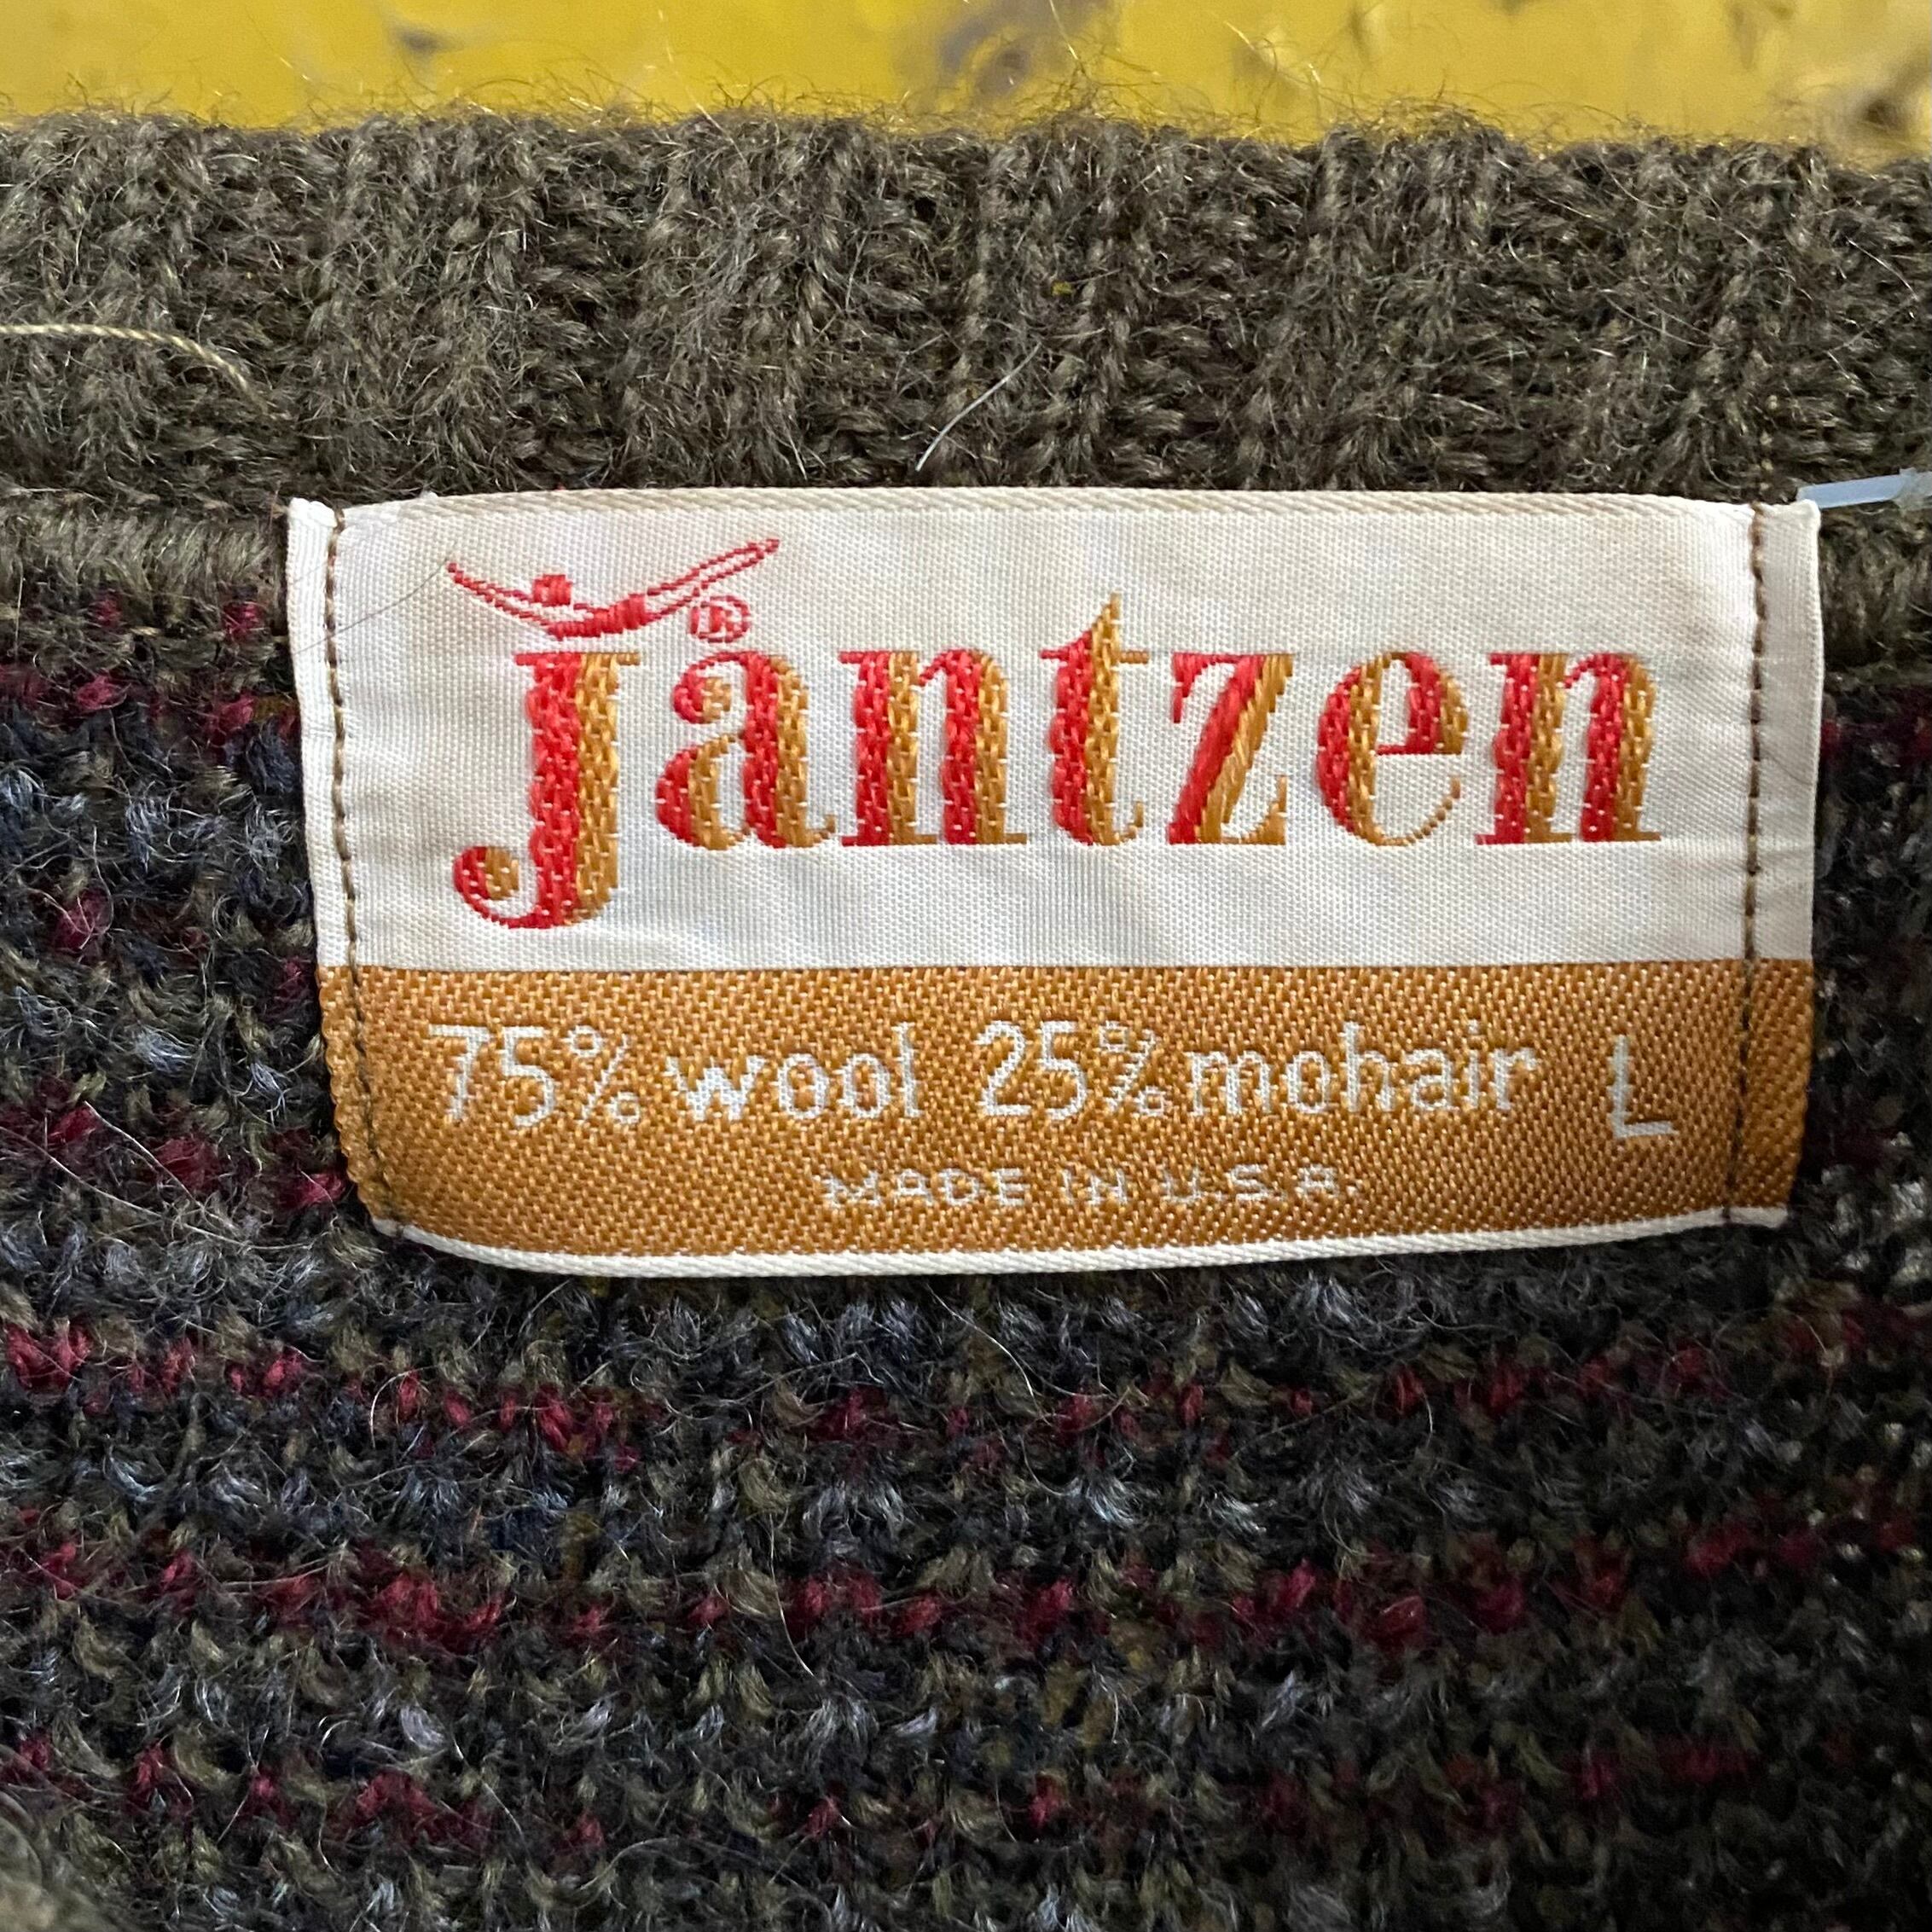 jantzen ®
75% wool 25% mohair L
MADE IN U.S.A.